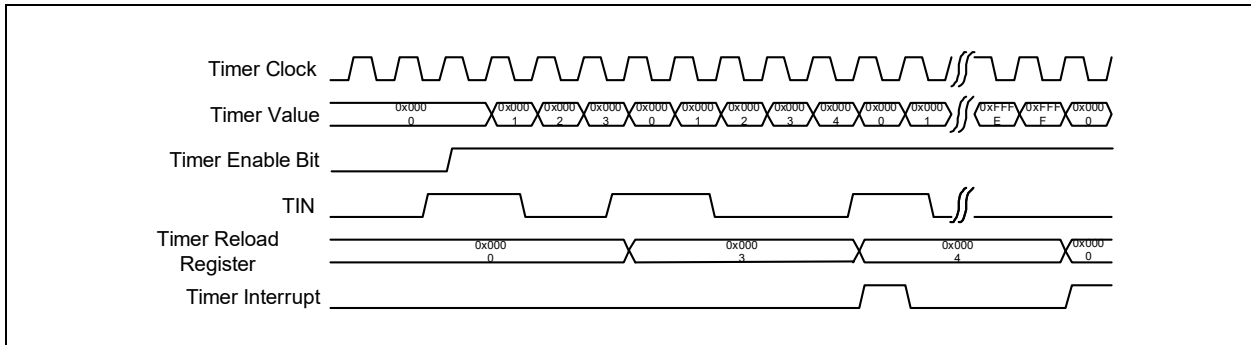 Timer Clock
Timer Value
0x000
0
0x000
1
0x000
2
0x000
3
0x000
0
0x000
1
0x000
2
0x000
3
0x000
4
0x000
0
0x000
1
0xFFF
E
0xFFF
F
0x000
0
Timer Enable Bit
TIN
Timer Reload
Register
0x000
0
0x000
3
0x000
4
0x000
0
Timer Interrupt